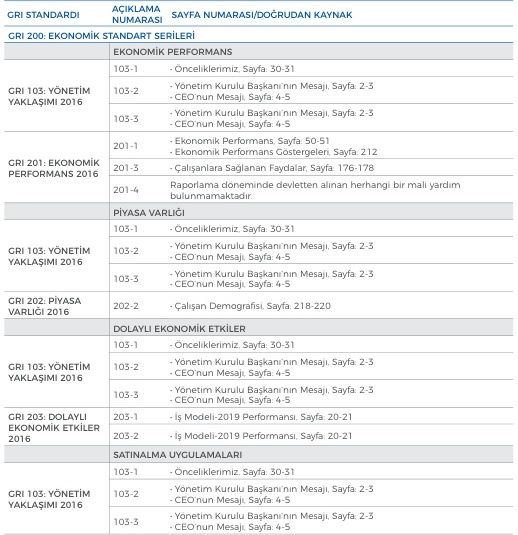 GRI STANDARDI AÇIKLAMA NUMARASI SAYFA NUMARASI/DOĞRUDAN KAYNAK
GRI 200: EKONOMİK STANDART SERİLERİ
EKONOMİK PERFORMANS
GRI 103: YÖNETİM YAKLAŞIMI 2016
103-1 • Önceliklerimiz, Sayfa: 30-31
103-2 • Yönetim Kurulu Başkanı'nın Mesajı, Sayfa: 2-3
• CEO'nun Mesajı, Sayfa: 4-5
103-3 • Yönetim Kurulu Başkanı'nın Mesajı, Sayfa: 2-3
• CEO'nun Mesajı, Sayfa: 4-5
GRI 201: EKONOMİK PERFORMANS 2016
201-1 • Ekonomik Performans, Sayfa: 50-51
• Ekonomik Performans Göstergeleri, Sayfa: 212
201-3 • Çalışanlara Sağlanan Faydalar, Sayfa: 176-178
201-4 Raporlama döneminde devletten alınan herhangi bir mali yardım
bulunmamaktadır.
PİYASA VARLIĞI
GRI 103: YÖNETİM YAKLAŞIMI 2016
103-1 • Önceliklerimiz, Sayfa: 30-31
103-2 • Yönetim Kurulu Başkanı'nın Mesajı, Sayfa: 2-3
• CEO'nun Mesajı, Sayfa: 4-5
103-3 • Yönetim Kurulu Başkanı'nın Mesajı, Sayfa: 2-3
• CEO'nun Mesajı, Sayfa: 4-5
GRI 202: PİYASA VARLIĞI 2016
202-2 • Çalışan Demografisi, Sayfa: 218-220
DOLAYLI EKONOMİK ETKİLER
GRI 103: YÖNETİM YAKLAŞIMI 2016
103-1 • Önceliklerimiz, Sayfa: 30-31
103-2 • Yönetim Kurulu Başkanı'nın Mesajı, Sayfa: 2-3
• CEO'nun Mesajı, Sayfa: 4-5
103-3 • Yönetim Kurulu Başkanı'nın Mesajı, Sayfa: 2-3
• CEO'nun Mesajı, Sayfa: 4-5
GRI 203: DOLAYLI EKONOMİK ETKİLER 2016
203-1 • İş Modeli-2019 Performansı, Sayfa: 20-21
203-2 • İş Modeli-2019 Performansı, Sayfa: 20-21
SATINALMA UYGULAMALARI
GRI 103: YÖNETİM YAKLAŞIMI 2016
103-1 • Önceliklerimiz, Sayfa: 30-31
103-2 • Yönetim Kurulu Başkanı'nın Mesajı, Sayfa: 2-3
• CEO'nun Mesajı, Sayfa: 4-5
103-3 • Yönetim Kurulu Başkanı'nın Mesajı, Sayfa: 2-3
• CEO'nun Mesajı, Sayfa: 4-5